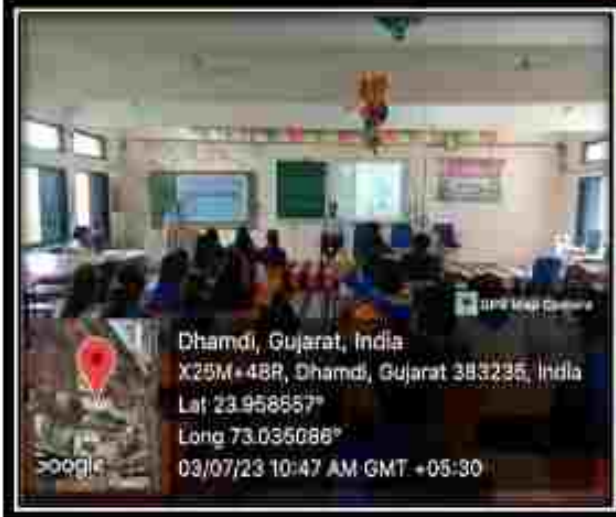 GPS Map Camera
Dhamdi, Gujarat, India
X25M+48R, Dhamdi, Gujarat 383235, India
Lat 23.958557°
Long 73.035086°
03/07/23 10:47 AM GMT +05:30
Google